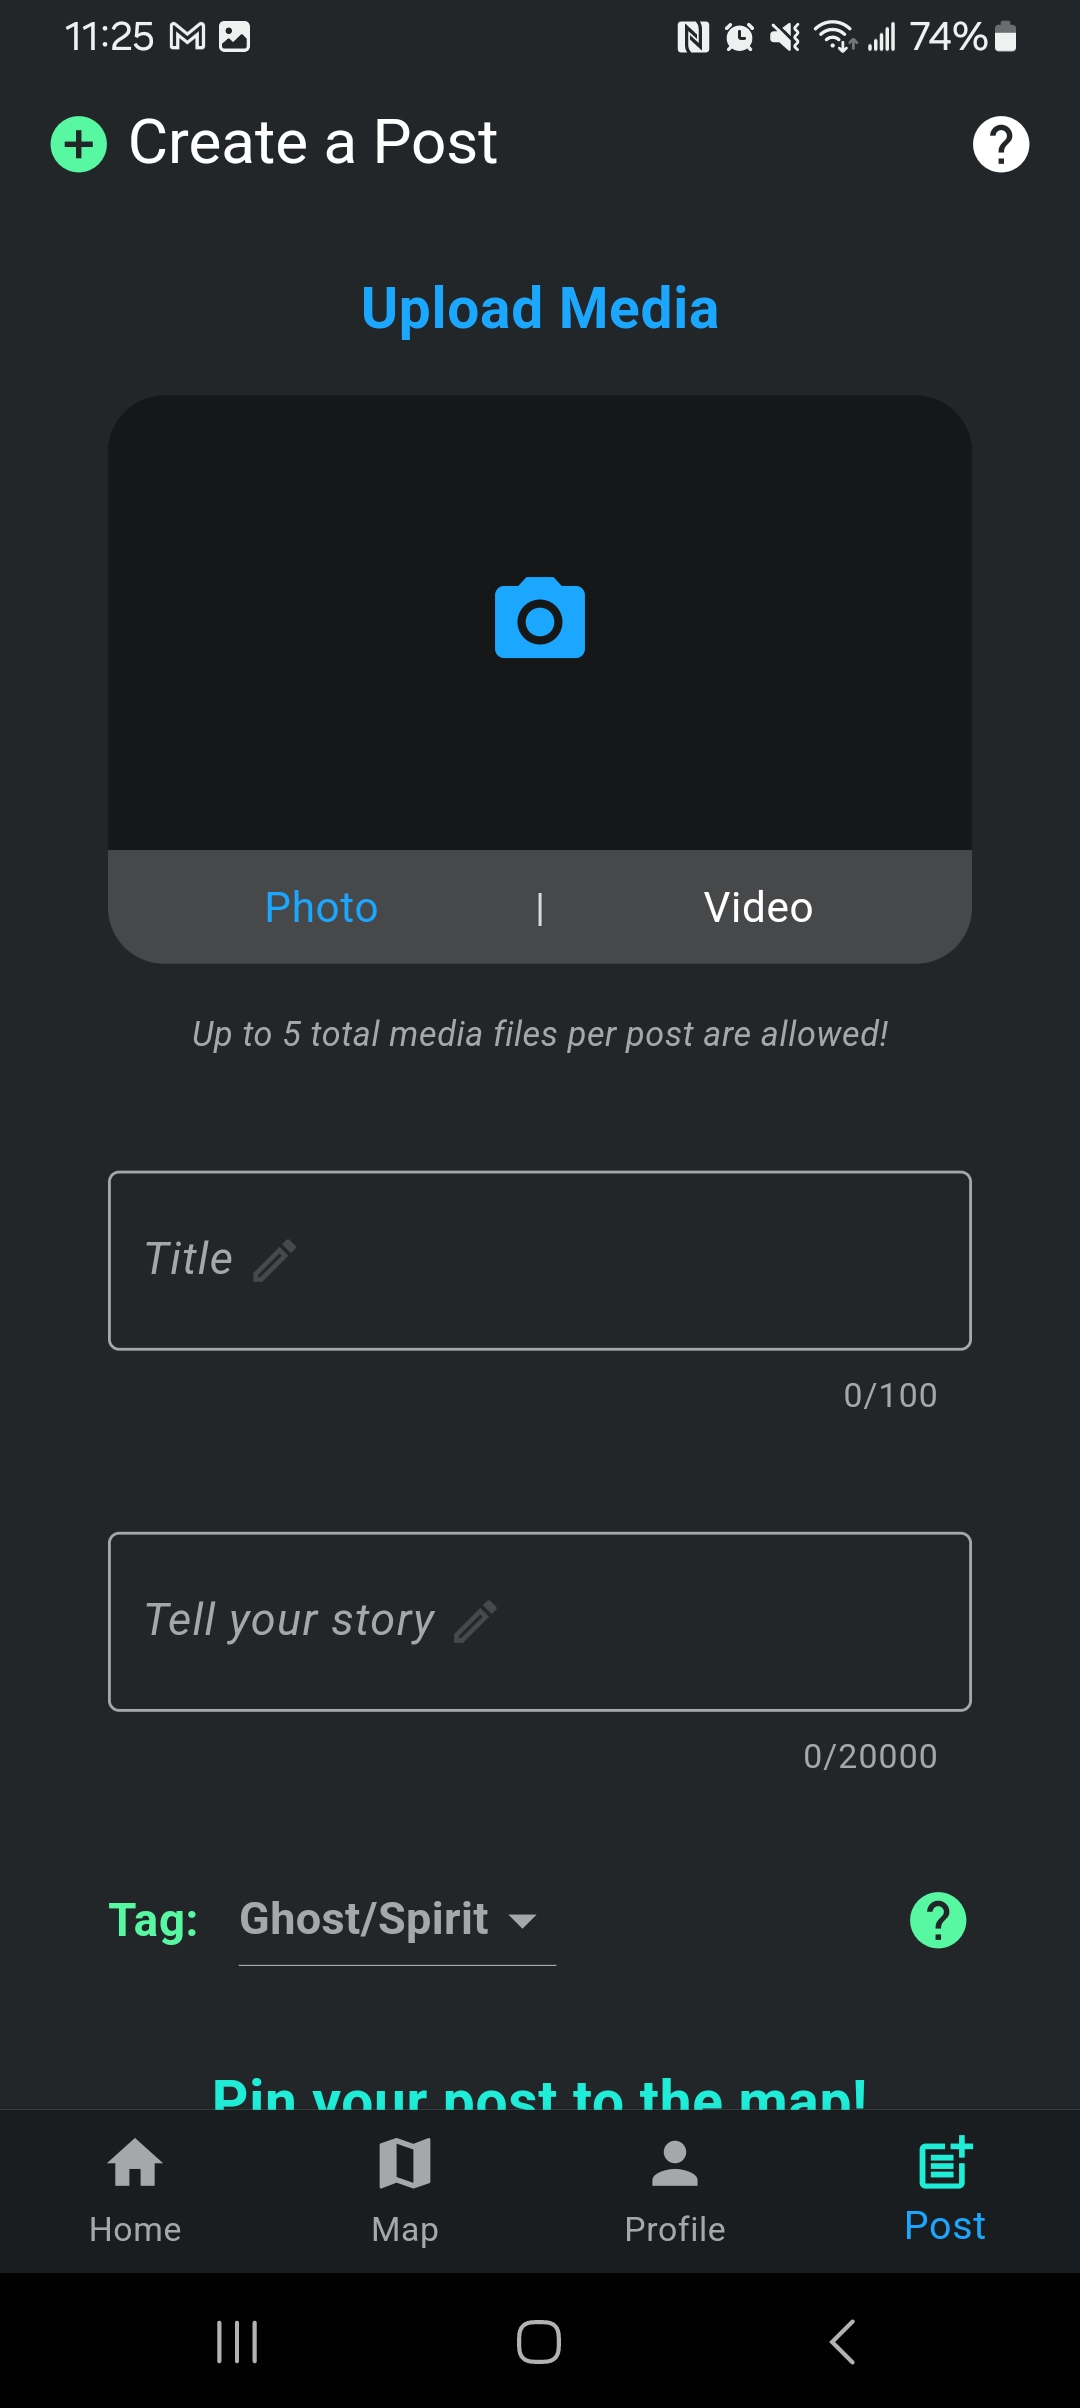 11:25 74%
Create a Post
Upload Media
Photo | Video
Up to 5 total media files per post are allowed!
Title
0/100
Tell your story
0/20000
Tag: Ghost/Spirit
Pin your post to the map!
Home Map Profile Post